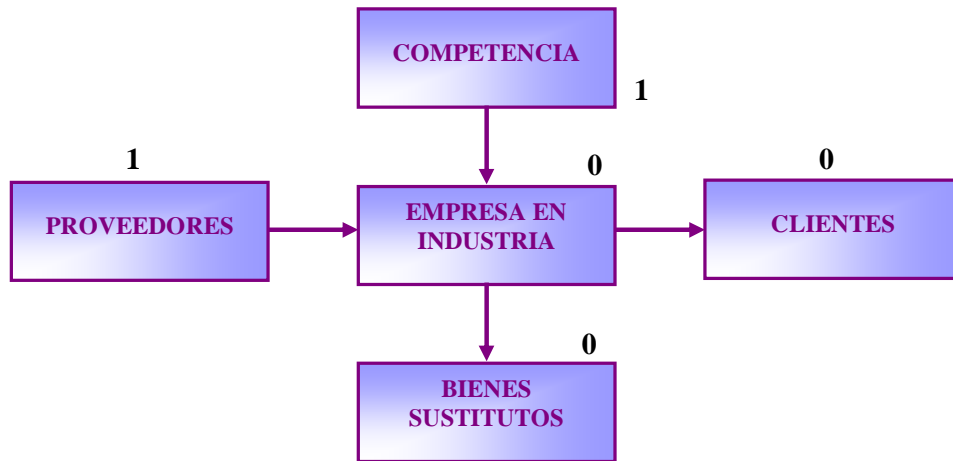 COMPETENCIA
1
1
0
0
PROVEEDORES
EMPRESA EN
INDUSTRIA
CLIENTES
0
BIENES
SUSTITUTOS